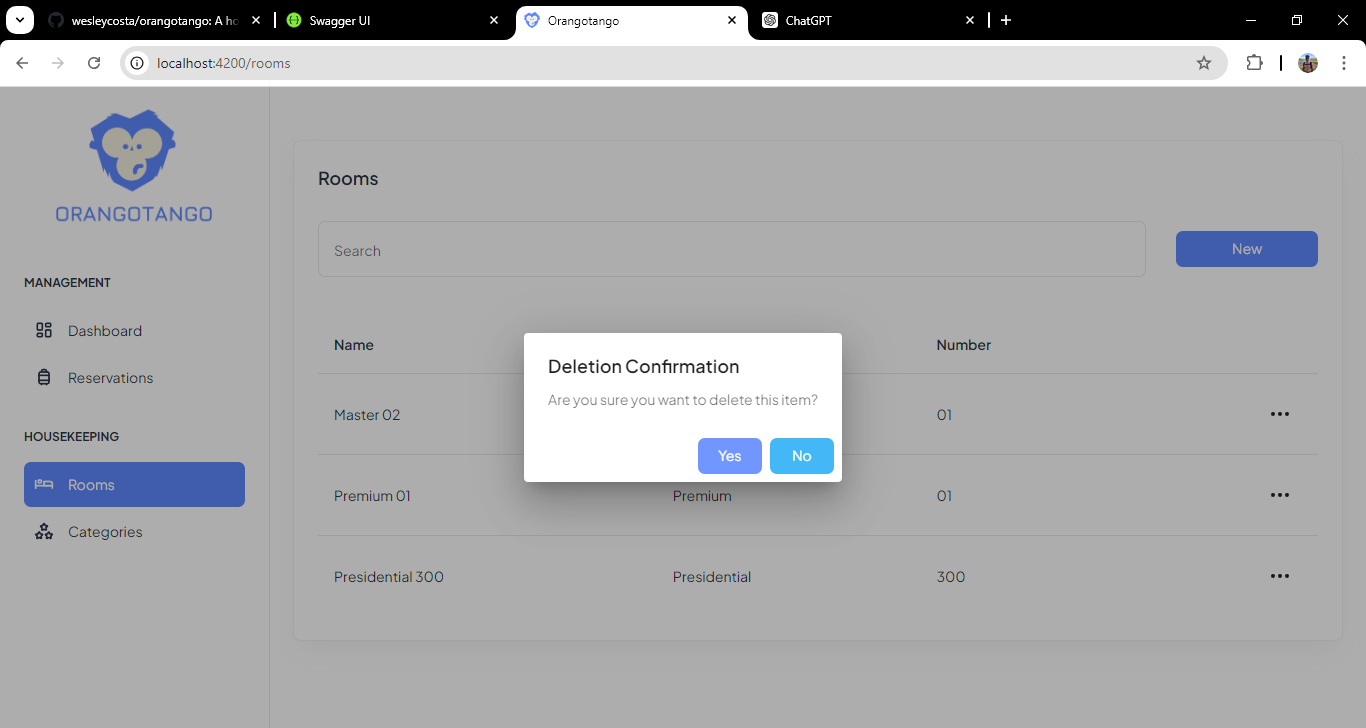 wesleycosta/orangotango: A ho
Swagger UI
Orangotango
ChatGPT
localhost:4200/rooms
ORANGOTANGO
MANAGEMENT
Dashboard
Reservations
HOUSEKEEPING
Rooms
Categories
Rooms
Search
New
Name
Number
Master 02
01
Premium 01
Premium
01
Presidential 300
Presidential
300
Deletion Confirmation
Are you sure you want to delete this item?
Yes
No